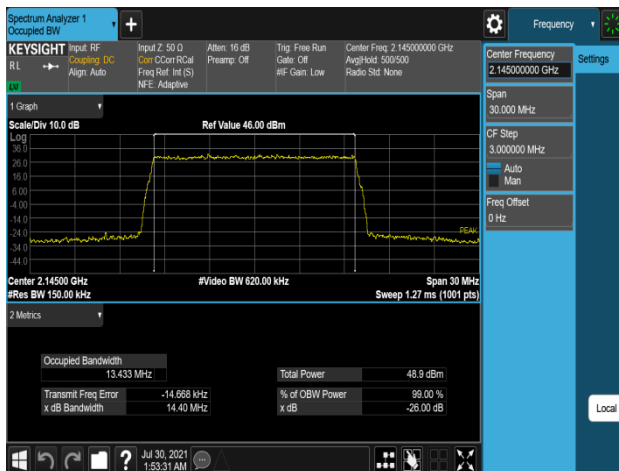 Spectrum Analyzer 1
Occupied BW
+
Frequency
KEYSIGHT
R L
LXI
Input: RF
Coupling: DC
Align: Auto
Input Z: 50 Ω
Corr CCorr RCal
Freq Ref: Int (S)
NFE: Adaptive
Atten: 16 dB
Preamp: Off
Trig: Free Run
Gate: Off
#IF Gain: Low
Center Freq: 2.145000000 GHz
Avg|Hold: 500/500
Radio Std: None
Center Frequency
2.145000000 GHz
Settings
Span
30.000 MHz
CF Step
3.000000 MHz
Auto
Man
Freq Offset
0 Hz
Local
1 Graph
Scale/Div 10.0 dB
Ref Value 46.00 dBm
Log
36.0
26.0
16.0
6.00
-4.00
-14.0
-24.0
-34.0
-44.0
PEAK
Center 2.14500 GHz
#Video BW 620.00 kHz
Span 30 MHz
#Res BW 150.00 kHz
Sweep 1.27 ms (1001 pts)
2 Metrics
Occupied Bandwidth
13.433 MHz
Total Power 48.9 dBm
Transmit Freq Error -14.668 kHz
% of OBW Power 99.00 %
x dB Bandwidth 14.40 MHz
x dB -26.00 dB
?
Jul 30, 2021
1:53:31 AM